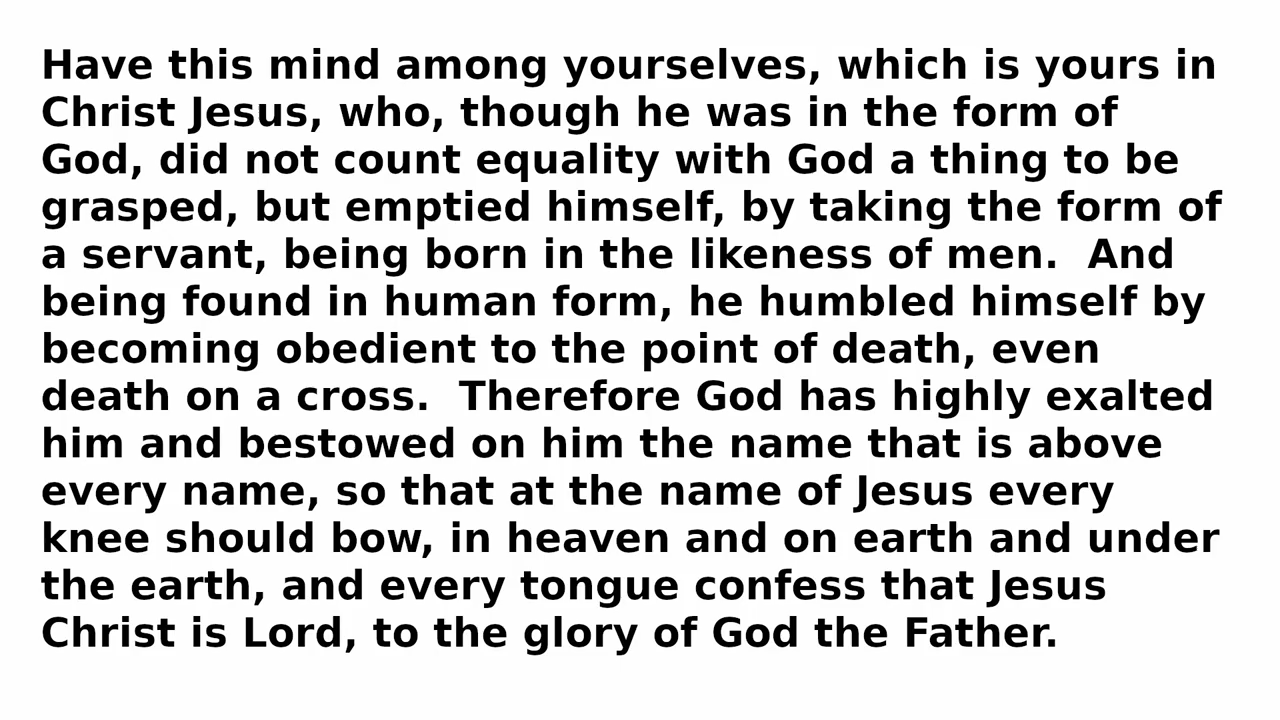 Have this mind among yourselves, which is yours in
Christ Jesus, who, though he was in the form of
God, did not count equality with God a thing to be
grasped, but emptied himself, by taking the form of
a servant, being born in the likeness of men.  And
being found in human form, he humbled himself by
becoming obedient to the point of death, even
death on a cross.  Therefore God has highly exalted
him and bestowed on him the name that is above
every name, so that at the name of Jesus every
knee should bow, in heaven and on earth and under
the earth, and every tongue confess that Jesus
Christ is Lord, to the glory of God the Father.